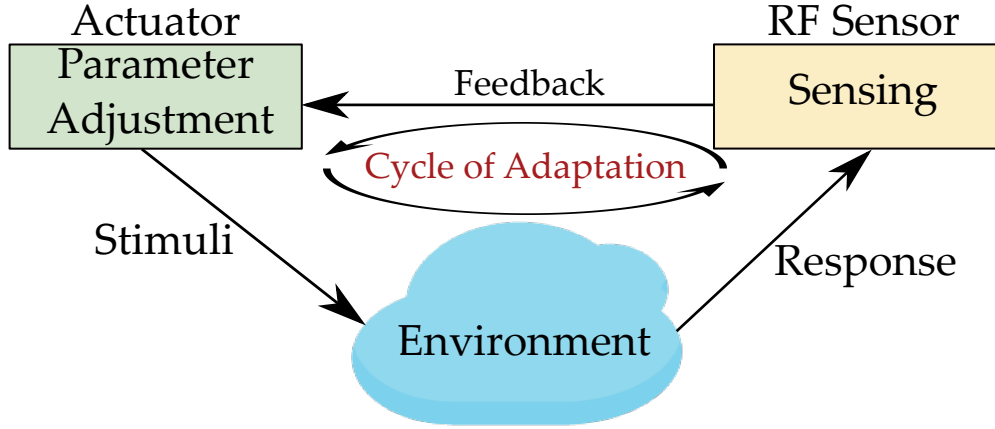 Actuator
RF Sensor
Parameter
Adjustment
Feedback
Sensing
Cycle of Adaptation
Stimuli
Response
Environment